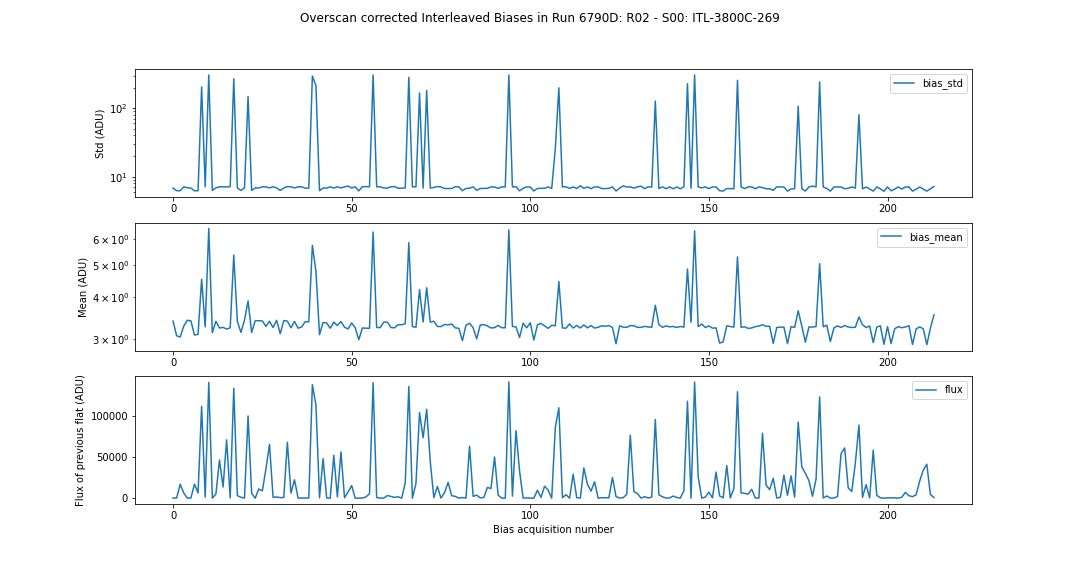 Overscan corrected Interleaved Biases in Run 6790D: R02 - S00: ITL-3800C-269
bias_std
10²
10¹
Std (ADU)
0 50 100 150 200
bias_mean
6 × 10⁰
5 × 10⁰
4 × 10⁰
3 × 10⁰
Mean (ADU)
0 50 100 150 200
flux
100000
50000
0
Flux of previous flat (ADU)
0 50 100 150 200
Bias acquisition number